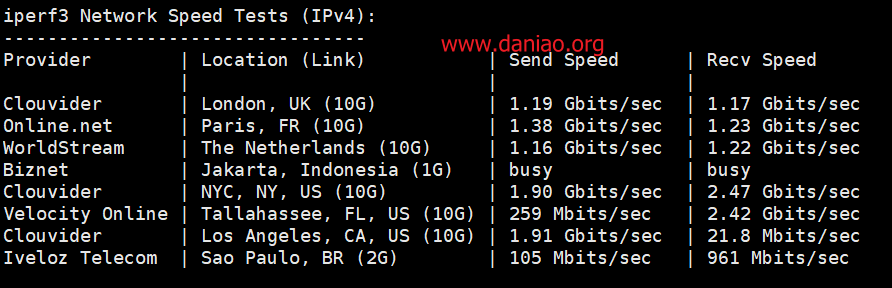 iperf3 Network Speed Tests (IPv4):
---------------------------------
www.daniao.org
Provider | Location (Link) | Send Speed | Recv Speed
| | |
Clouvider | London, UK (10G) | 1.19 Gbits/sec | 1.17 Gbits/sec
Online.net | Paris, FR (10G) | 1.38 Gbits/sec | 1.23 Gbits/sec
WorldStream | The Netherlands (10G) | 1.16 Gbits/sec | 1.22 Gbits/sec
Biznet | Jakarta, Indonesia (1G) | busy | busy
Clouvider | NYC, NY, US (10G) | 1.90 Gbits/sec | 2.47 Gbits/sec
Velocity Online | Tallahassee, FL, US (10G) | 259 Mbits/sec | 2.42 Gbits/sec
Clouvider | Los Angeles, CA, US (10G) | 1.91 Gbits/sec | 21.8 Mbits/sec
Iveloz Telecom | Sao Paulo, BR (2G) | 105 Mbits/sec | 961 Mbits/sec